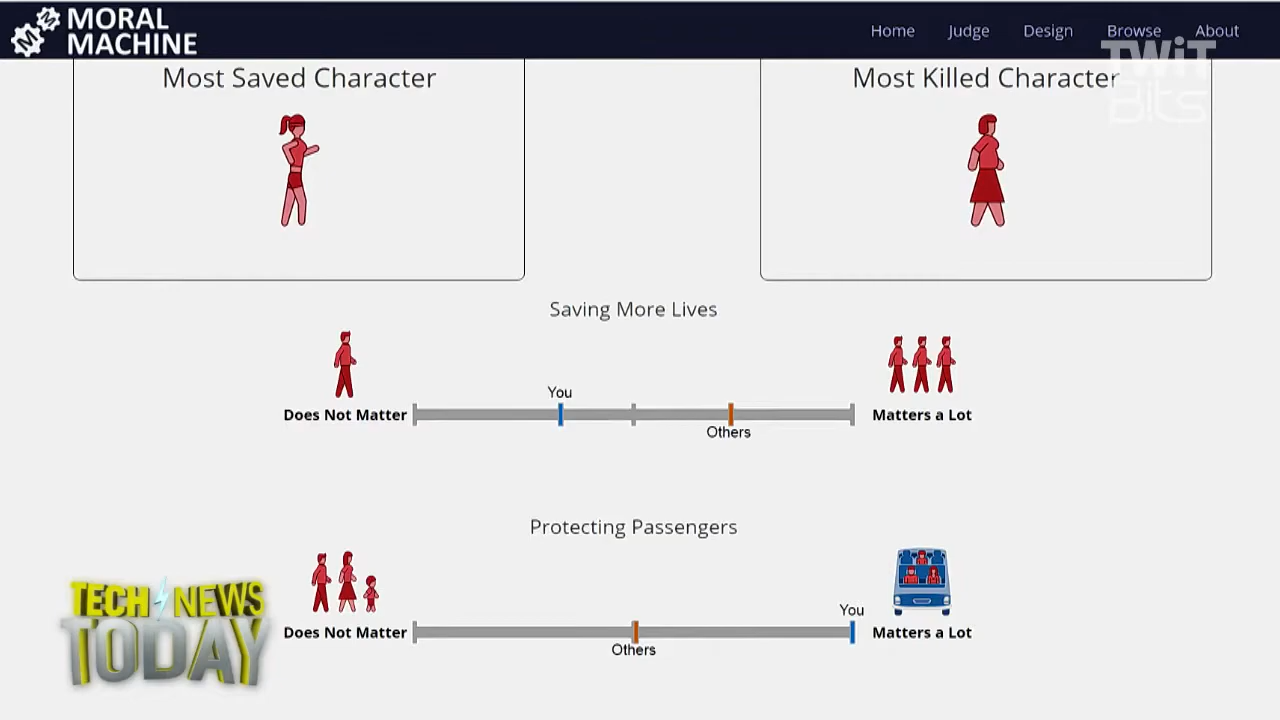 MORAL
MACHINE
Home Judge Design Browse About
TWiT
Bits
Most Saved Character
Most Killed Character
Saving More Lives
You
Does Not Matter
Matters a Lot
Others
Protecting Passengers
You
Does Not Matter
Matters a Lot
Others
TECH NEWS
TODAY